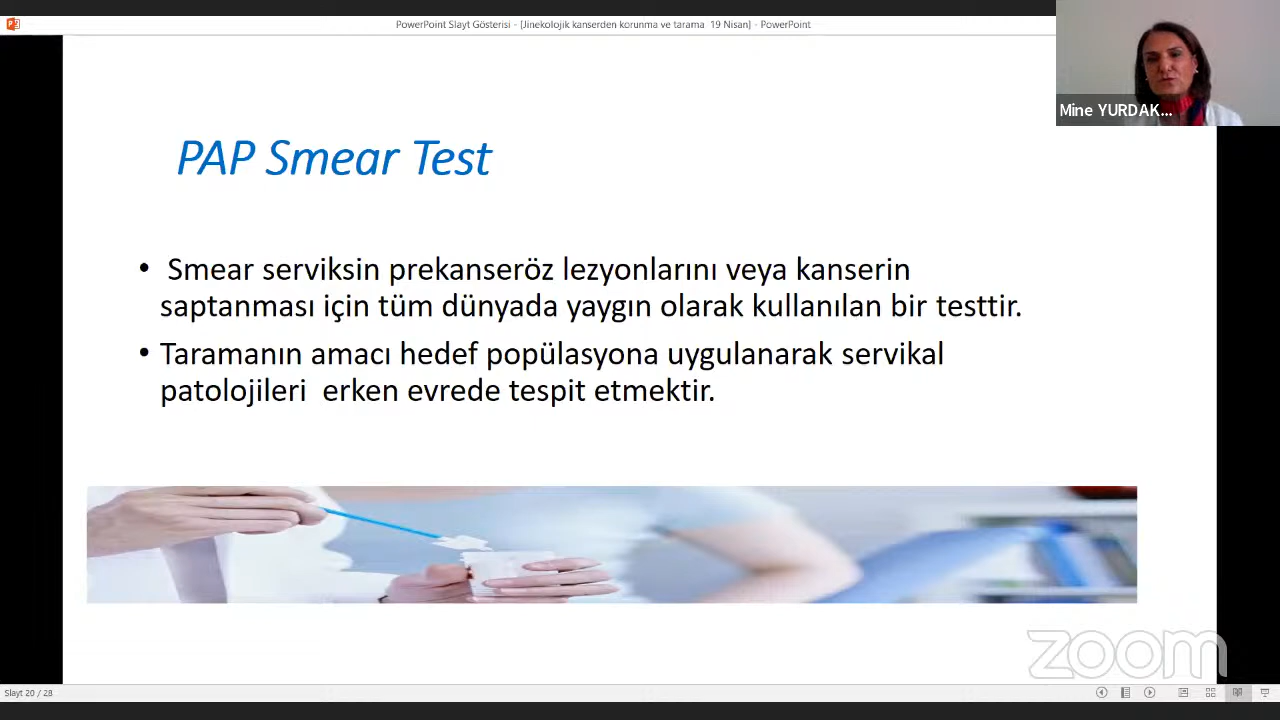 PowerPoint Slayt Gösterisi - [Jinekolojik kanserden korunma ve tarama 19 Nisan] - PowerPoint
Mine YURDAK...
PAP Smear Test
• Smear serviksin prekanseröz lezyonlarını veya kanserin
saptanması için tüm dünyada yaygın olarak kullanılan bir testtir.
• Taramanın amacı hedef popülasyona uygulanarak servikal
patolojileri erken evrede tespit etmektir.
zoom
Slayt 20 / 28